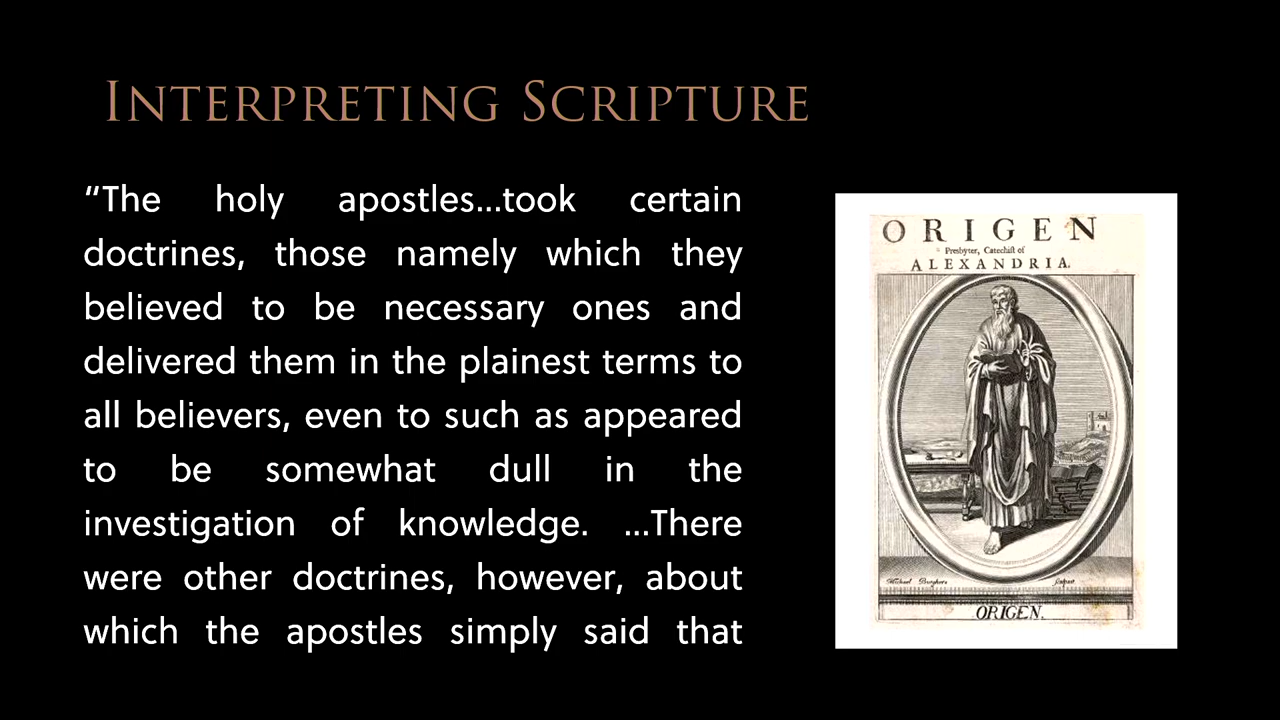 INTERPRETING SCRIPTURE
“The holy apostles...took certain
doctrines, those namely which they
believed to be necessary ones and
delivered them in the plainest terms to
all believers, even to such as appeared
to be somewhat dull in the
investigation of knowledge. ...There
were other doctrines, however, about
which the apostles simply said that
ORIGEN
Presbyter, Catechist of
ALEXANDRIA.
Michael Burghers sculpsit
ORIGEN.